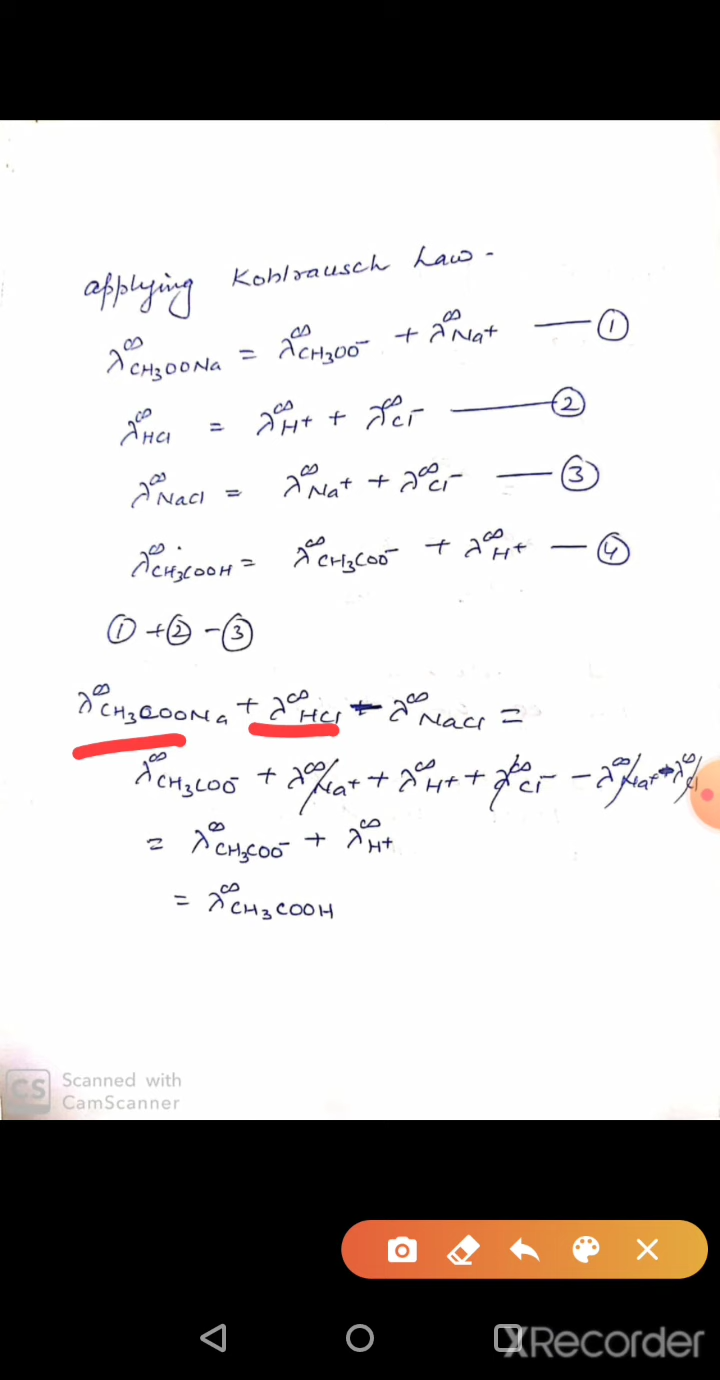 applying Kohlrausch Law -
λ∞CH3OONa = λ∞CH3OO⁻ + λ∞Na+ — ①
λ∞HCl = λ∞H+ + λ∞Cl⁻ — ②
λ∞NaCl = λ∞Na+ + λ∞Cl⁻ — ③
λ∞CH3COOH = λ∞CH3COO⁻ + λ∞H+ — ④
① + ② - ③
λ∞CH3COONa + λ∞HCl - λ∞NaCl =
λ∞CH3COO⁻ + λ∞Na+ + λ∞H+ + λ∞Cl⁻ - λ∞Na+ - λ∞
= λ∞CH3COO⁻ + λ∞H+
= λ∞CH3COOH
CS Scanned with
CamScanner
XRecorder